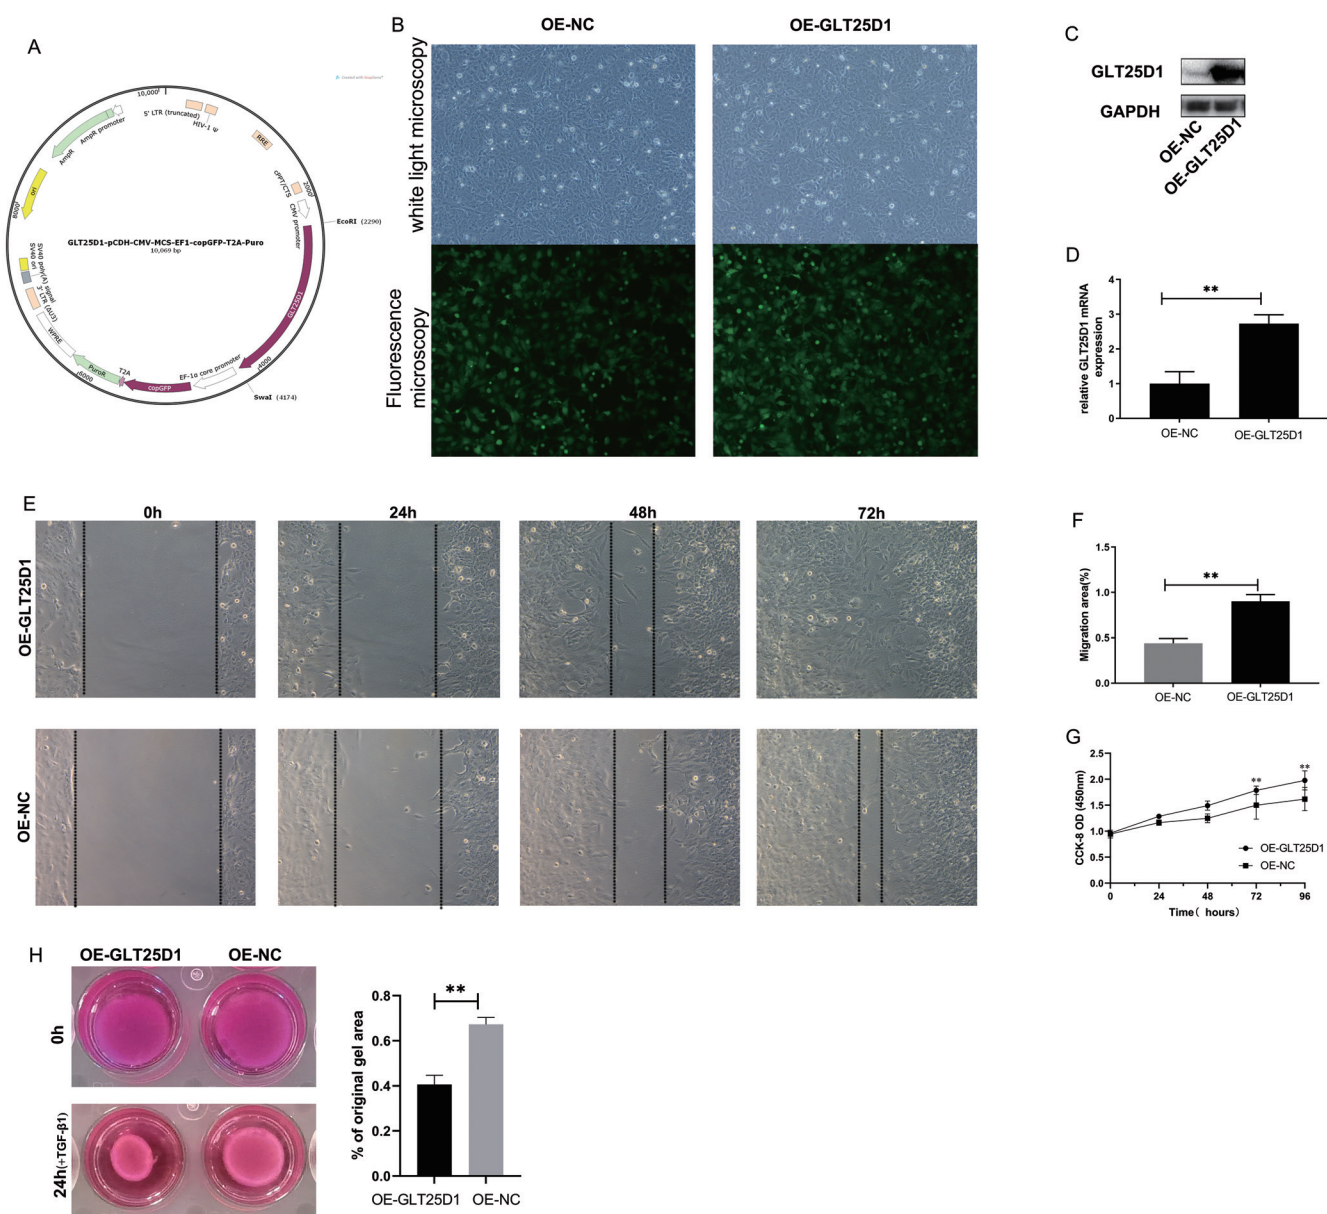 A
Created with SnapGene®
10,000
5' LTR (truncated)
HIV-1 Ψ
RRE
cPPT/CTS
2000
CMV promoter
EcoRI (2290)
GLT25D1
4000
SwaI (4174)
EF-1α core promoter
copGFP
T2A
PuroR
6000
WPRE
3' LTR (ΔU3)
SV40 poly(A) signal
SV40 ori
8000
ori
AmpR
AmpR promoter
GLT25D1-pCDH-CMV-MCS-EF1-copGFP-T2A-Puro
10,069 bp
B
OE-NC
OE-GLT25D1
white light microscopy
Fluorescence
microscopy
C
GLT25D1
GAPDH
OE-NC
OE-GLT25D1
D
relative GLT25D1 mRNA
expression
4
3
2
1
0
**
OE-NC
OE-GLT25D1
E
0h
24h
48h
72h
OE-GLT25D1
OE-NC
F
Migration area(%)
1.5
1.0
0.5
0.0
**
OE-NC
OE-GLT25D1
G
CCK-8 OD (450nm)
2.5
2.0
1.5
1.0
0.5
0.0
**
**
OE-GLT25D1
OE-NC
0
24
48
72
96
Time( hours)
H
OE-GLT25D1
OE-NC
0h
24h(+TGF-β1)
% of original gel area
0.8
0.6
0.4
0.2
0.0
**
OE-GLT25D1
OE-NC